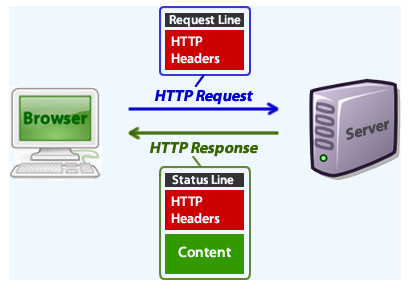 Request Line
HTTP
Headers
Browser
HTTP Request
Server
HTTP Response
Status Line
HTTP
Headers
Content